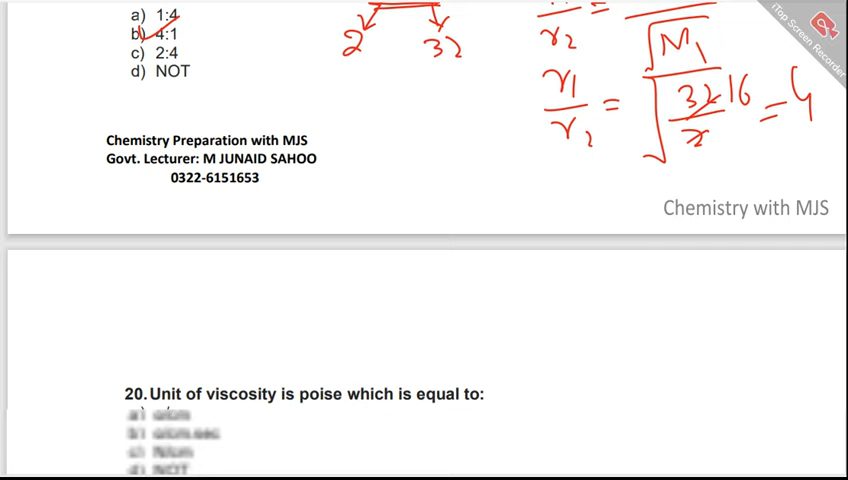 a) 1:4
b) 4:1
c) 2:4
d) NOT
2 32
r₂ = √M₁
r₁/r₂ = √32/2 16 = 4
Chemistry Preparation with MJS
Govt. Lecturer: M JUNAID SAHOO
0322-6151653
Chemistry with MJS
iTop Screen Recorder
20. Unit of viscosity is poise which is equal to:
d) NOT